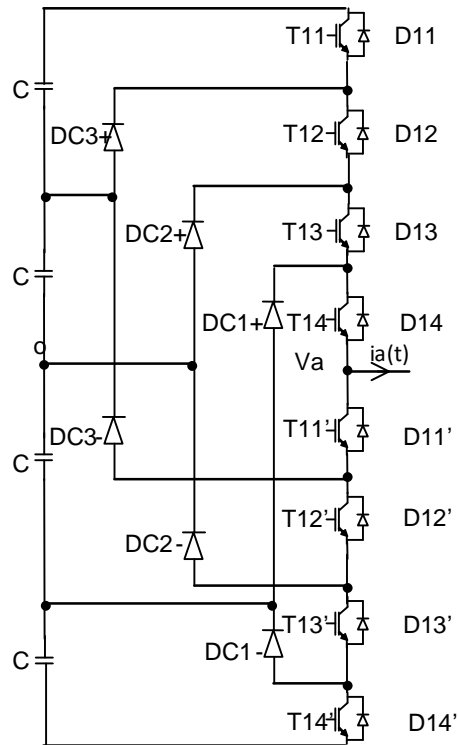 T11 D11
C
DC3+ T12 D12
DC2+ T13 D13
C
DC1+ T14 D14
o Va ia(t)
DC3- T11' D11'
C
T12' D12'
DC2-
T13' D13'
DC1-
C
T14' D14'